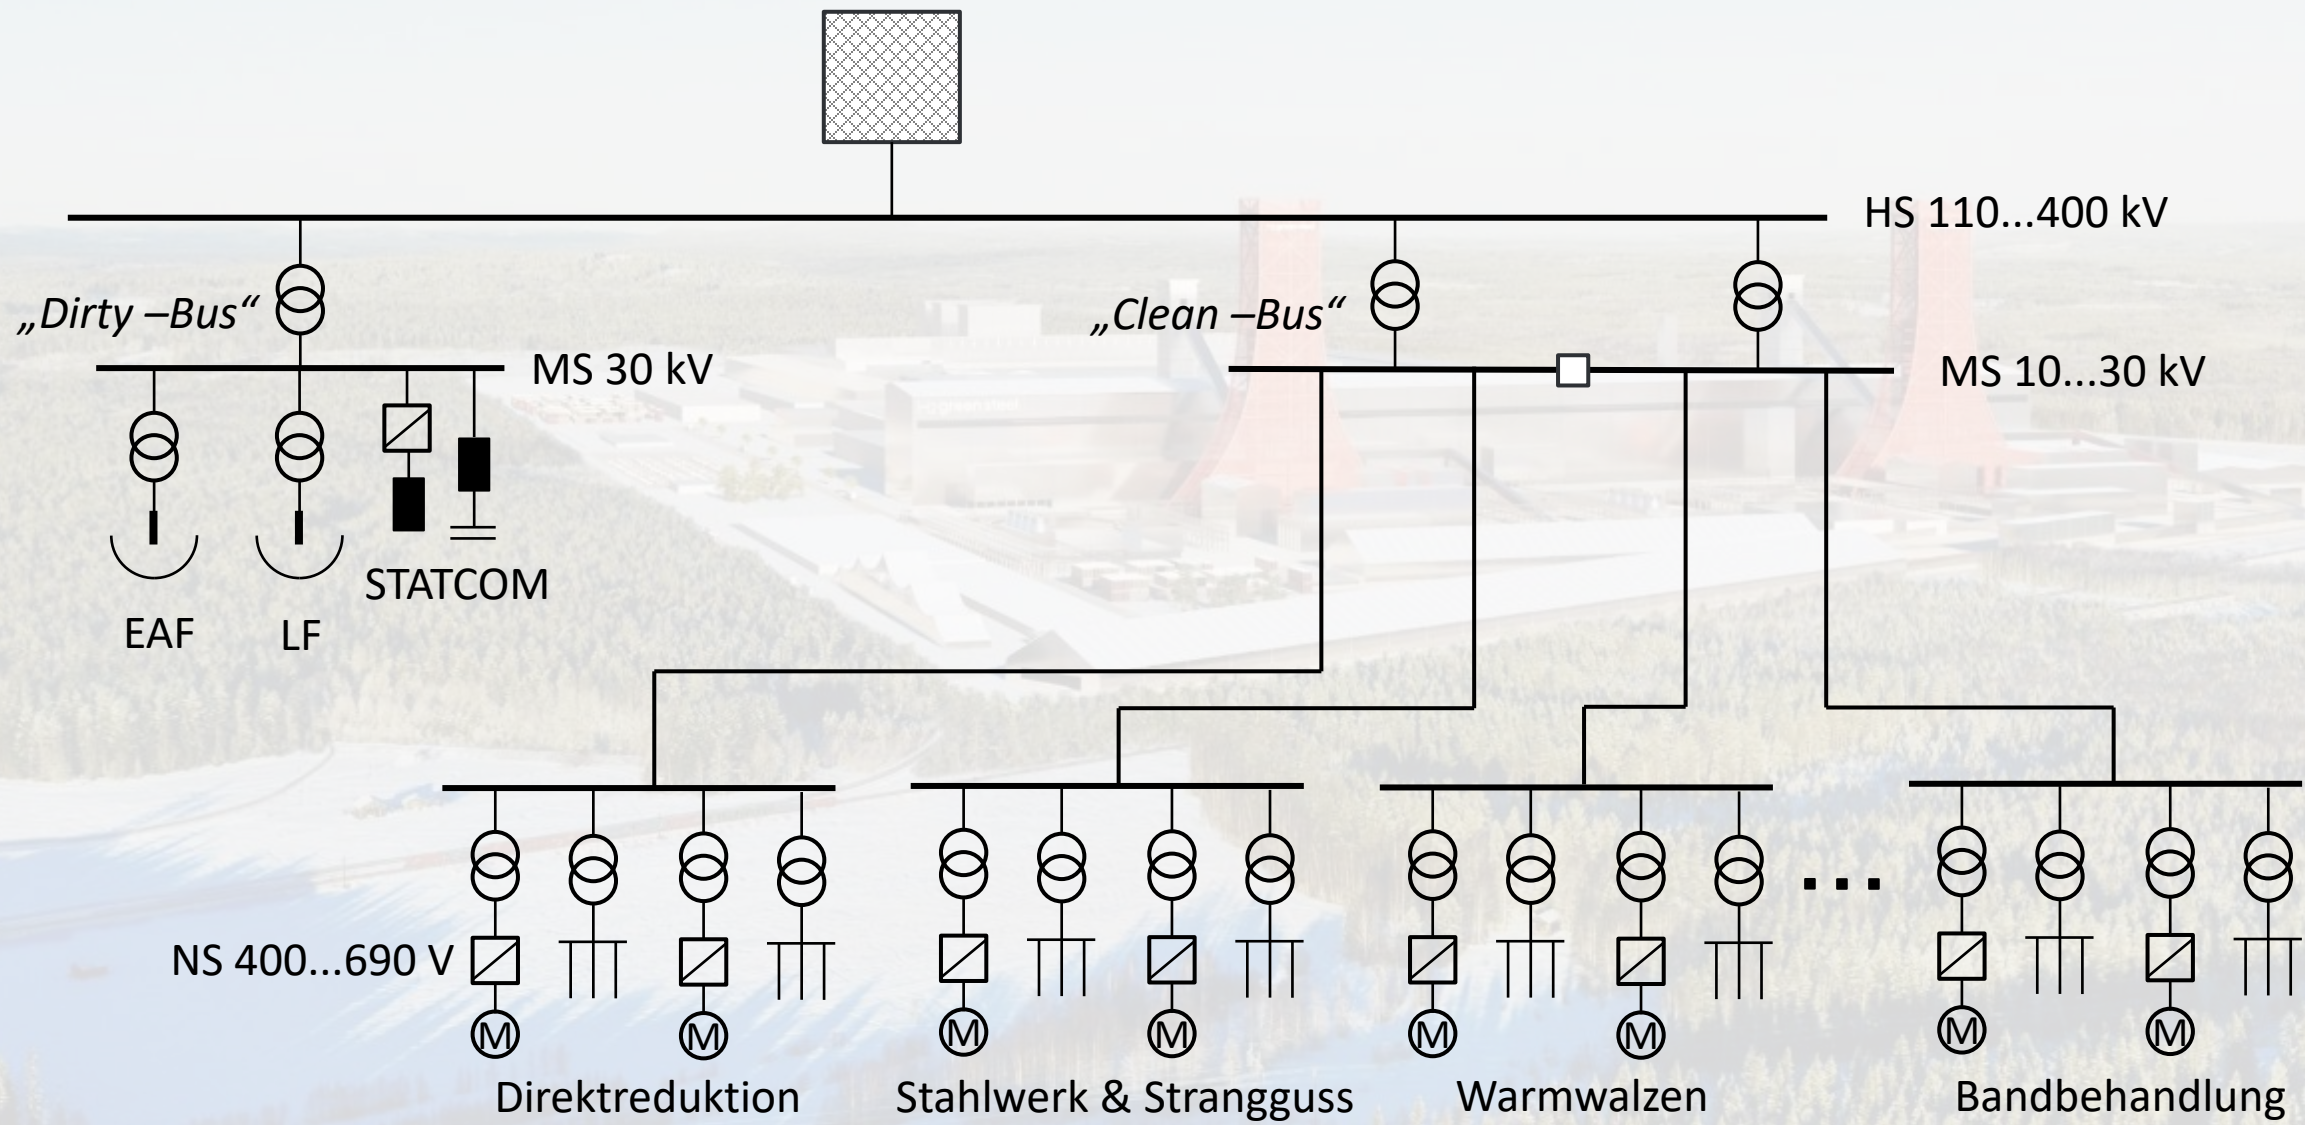 HS 110...400 kV
„Dirty –Bus“
„Clean –Bus“
MS 30 kV
MS 10...30 kV
STATCOM
EAF
LF
NS 400...690 V
M
M
M
M
M
M
M
M
Direktreduktion
Stahlwerk & Strangguss
Warmwalzen
Bandbehandlung